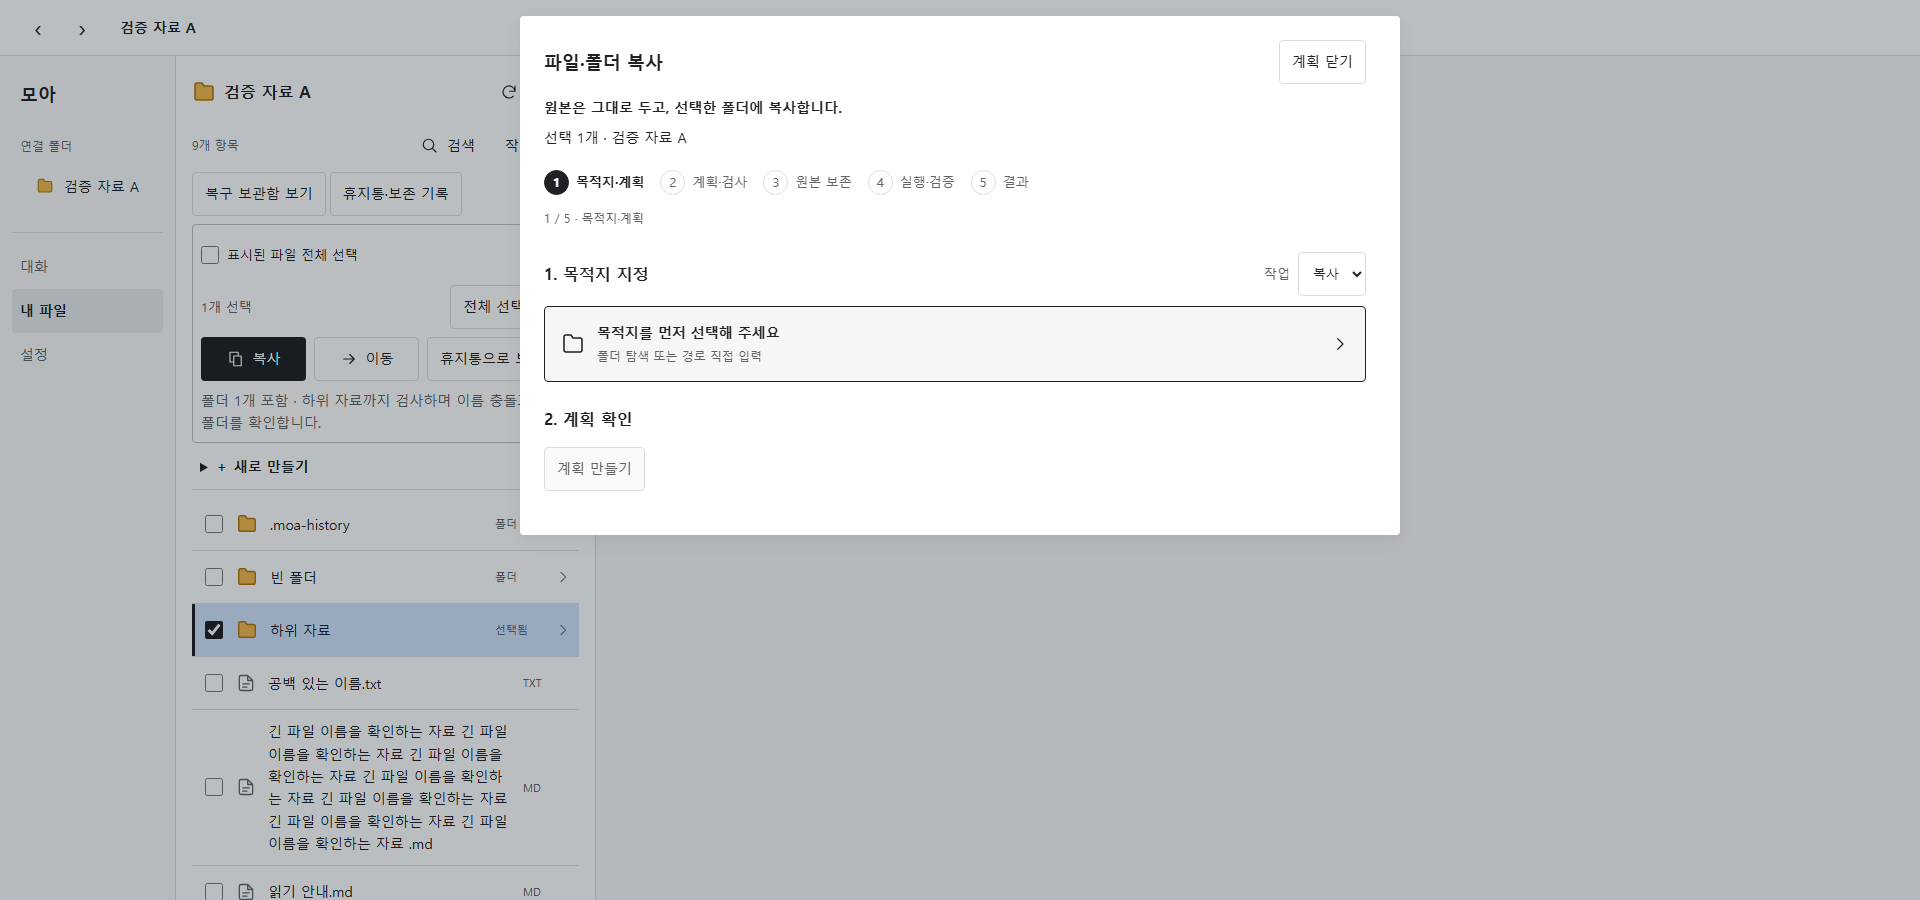 검증 자료 A
모아
연결 폴더
검증 자료 A
대화
내 파일
설정
검증 자료 A
9개 항목
검색
작
복구 보관함 보기
휴지통·보존 기록
표시된 파일 전체 선택
1개 선택
전체 선택
복사
이동
휴지통으로
폴더 1개 포함 · 하위 자료까지 검사하며 이름 충돌
폴더를 확인합니다.
+ 새로 만들기
.moa-history
폴더
빈 폴더
폴더
하위 자료
선택됨
공백 있는 이름.txt
TXT
긴 파일 이름을 확인하는 자료 긴 파일
이름을 확인하는 자료 긴 파일 이름을
확인하는 자료 긴 파일 이름을 확인하
는 자료 긴 파일 이름을 확인하는 자료
긴 파일 이름을 확인하는 자료 긴 파일
이름을 확인하는 자료 .md
MD
읽기 안내.md
MD
파일·폴더 복사
계획 닫기
원본은 그대로 두고, 선택한 폴더에 복사합니다.
선택 1개 · 검증 자료 A
1 목적지·계획
2 계획·검사
3 원본 보존
4 실행·검증
5 결과
1 / 5 · 목적지·계획
1. 목적지 지정
작업
복사
목적지를 먼저 선택해 주세요
폴더 탐색 또는 경로 직접 입력
2. 계획 확인
계획 만들기